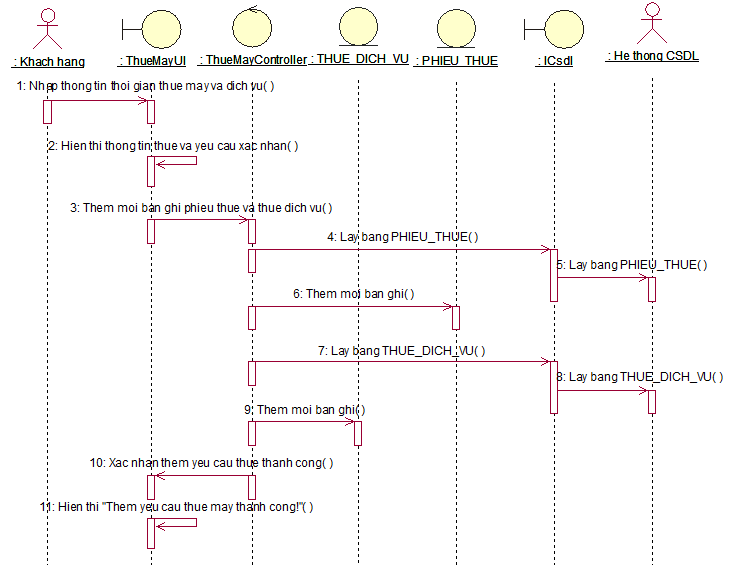 : Khach hang
: ThueMayUI
: ThueMayController
: THUE_DICH_VU
: PHIEU_THUE
: ICsdl
: He thong CSDL
1: Nhap thong tin thoi gian thue may va dich vu( )
2: Hien thi thong tin thue va yeu cau xac nhan( )
3: Them moi ban ghi phieu thue va thue dich vu( )
4: Lay bang PHIEU_THUE( )
5: Lay bang PHIEU_THUE( )
6: Them moi ban ghi( )
7: Lay bang THUE_DICH_VU( )
8: Lay bang THUE_DICH_VU( )
9: Them moi ban ghi( )
10: Xac nhan them yeu cau thue thanh cong( )
11: Hien thi "Them yeu cau thue may thanh cong!"( )